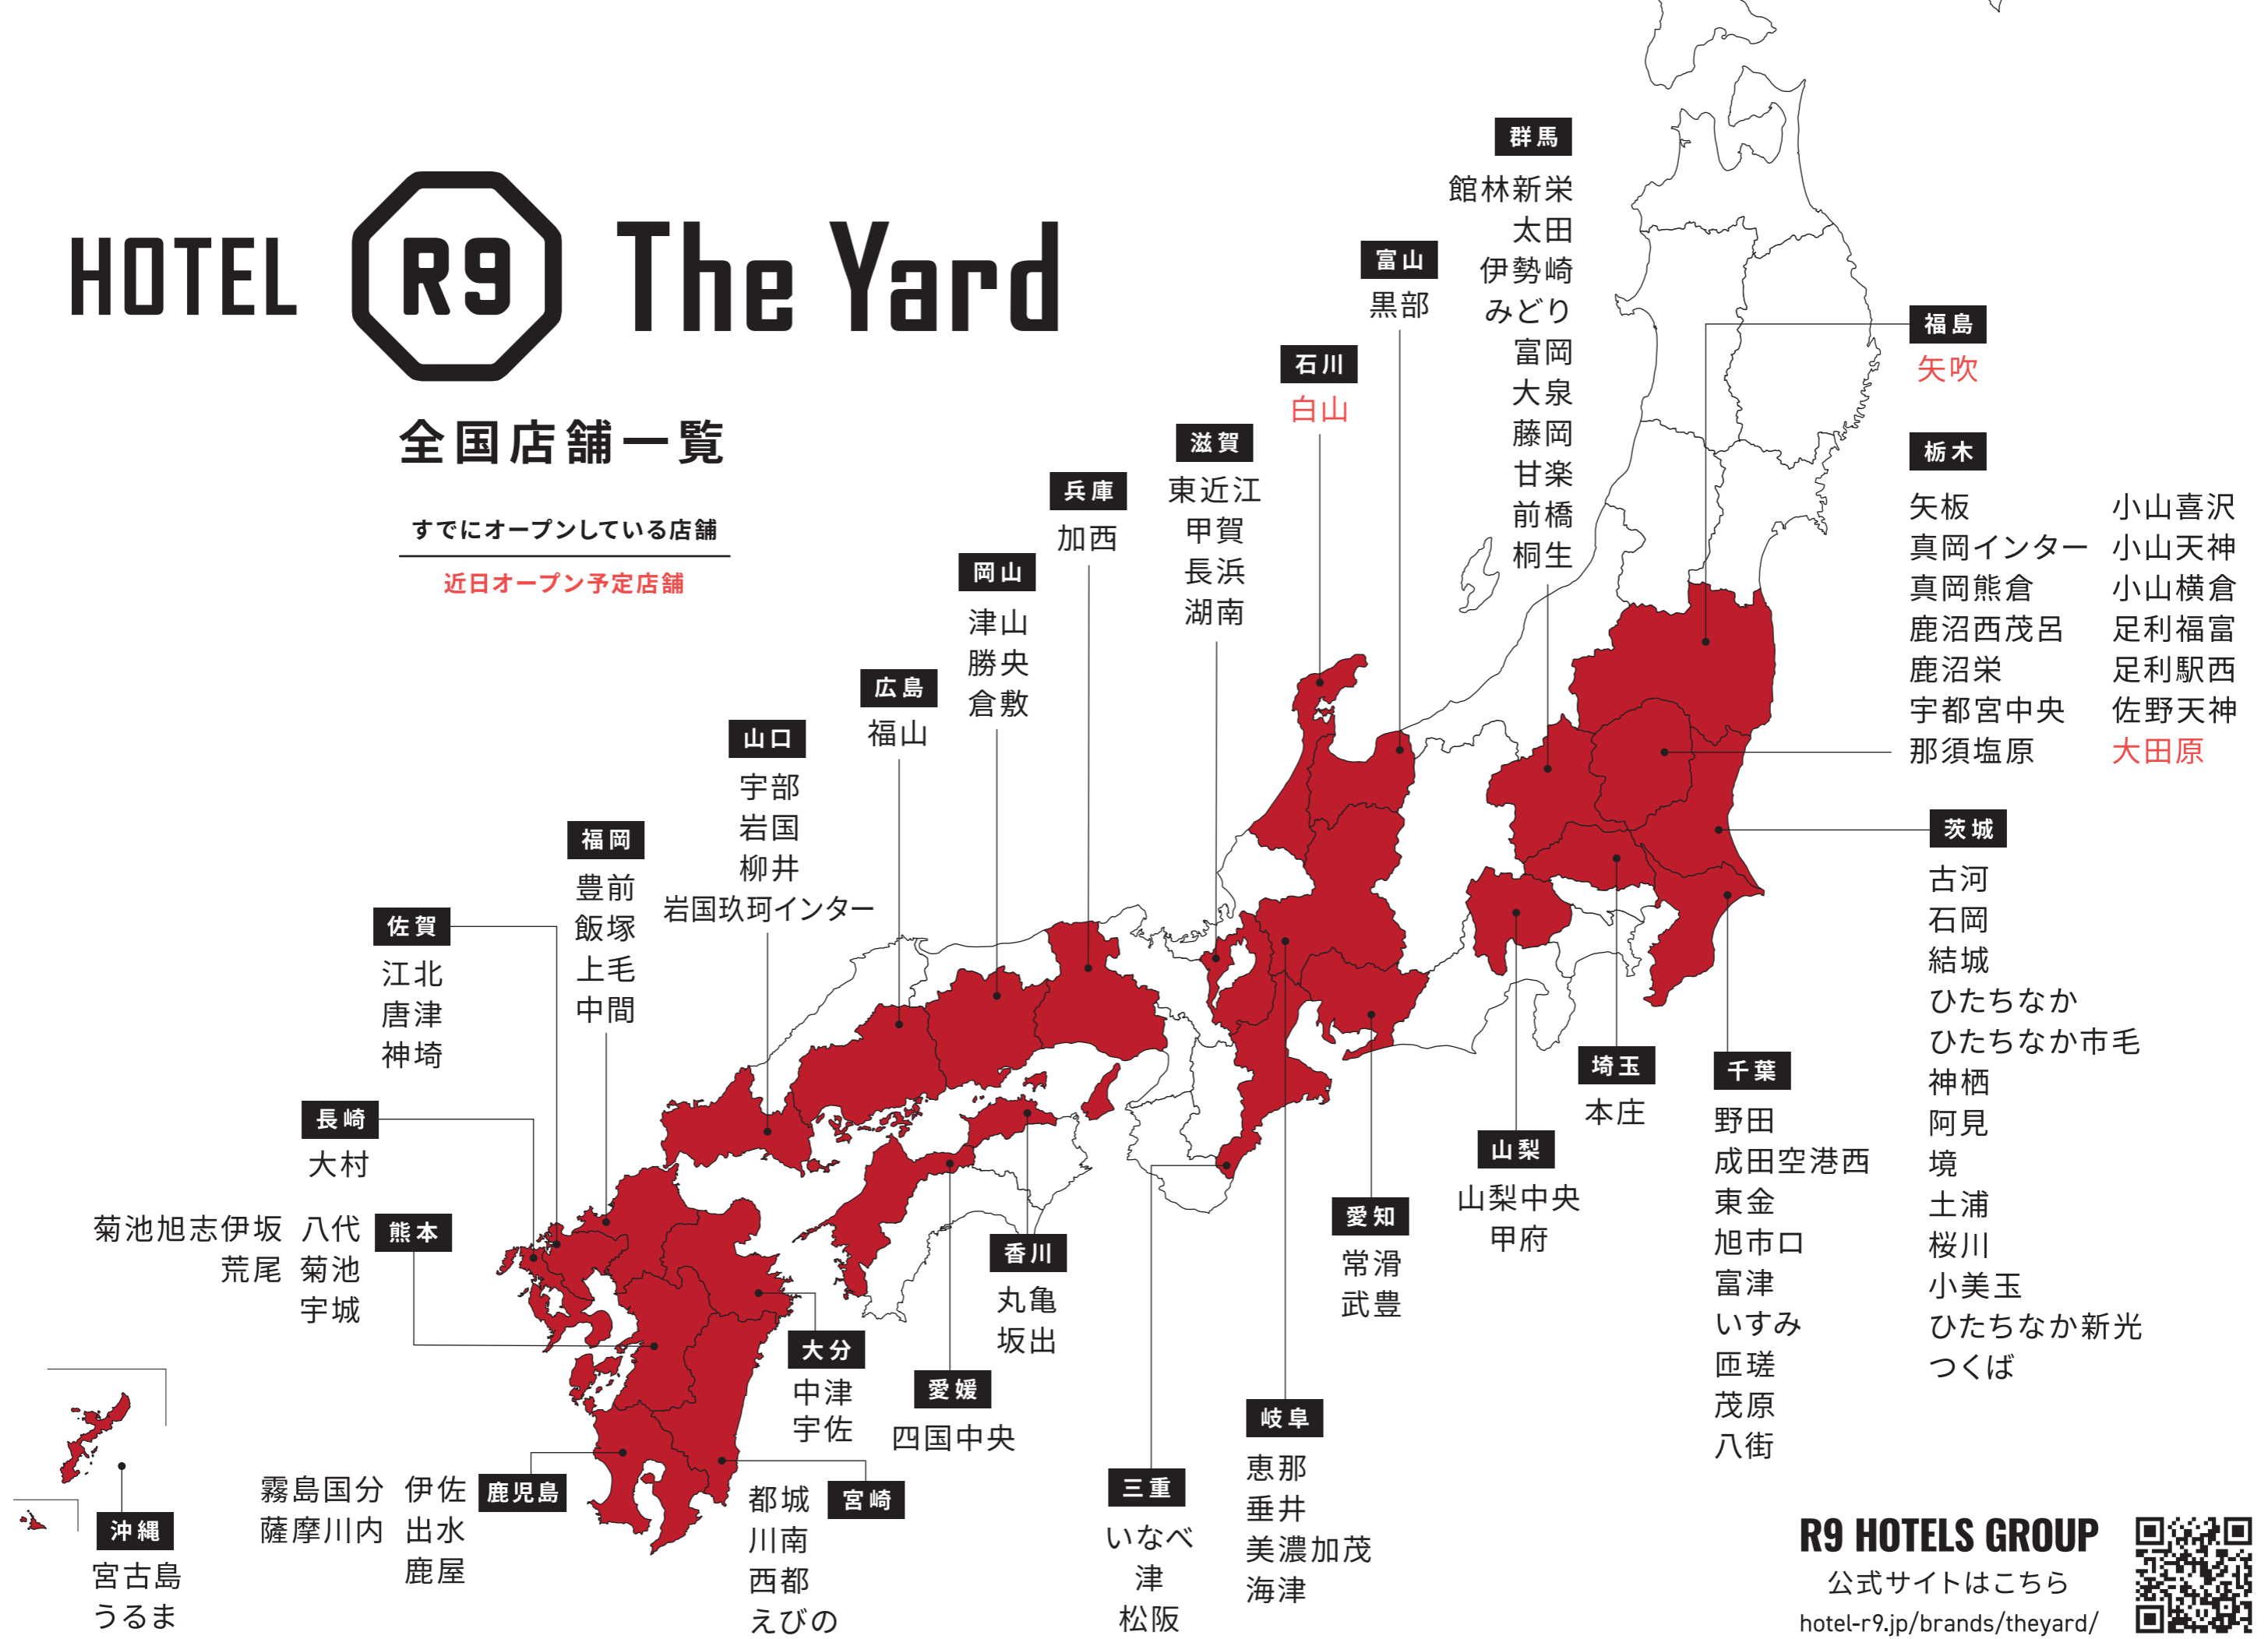 HOTEL R9 The Yard
全国店舗一覧
すでにオープンしている店舗
近日オープン予定店舗
福島
矢吹
栃木
矢板
真岡インター
真岡熊倉
鹿沼西茂呂
鹿沼栄
宇都宮中央
那須塩原
小山喜沢
小山天神
小山横倉
足利福富
足利駅西
佐野天神
大田原
群馬
館林新栄
太田
伊勢崎
みどり
富岡
大泉
藤岡
甘楽
前橋
桐生
富山
黒部
石川
白山
滋賀
東近江
甲賀
長浜
湖南
兵庫
加西
岡山
津山
勝央
倉敷
広島
福山
山口
宇部
岩国
柳井
岩国玖珂インター
福岡
豊前
飯塚
上毛
中間
佐賀
江北
唐津
神埼
長崎
大村
熊本
八代
菊池
宇城
菊池旭志伊坂
荒尾
茨城
古河
石岡
結城
ひたちなか
ひたちなか市毛
神栖
阿見
境
土浦
桜川
小美玉
ひたちなか新光
つくば
千葉
野田
成田空港西
東金
旭市口
富津
いすみ
匝瑳
茂原
八街
埼玉
本庄
山梨
山梨中央
甲府
愛知
常滑
武豊
岐阜
恵那
垂井
美濃加茂
海津
三重
いなべ
津
松阪
香川
丸亀
坂出
愛媛
四国中央
大分
中津
宇佐
宮崎
都城
川南
西都
えびの
鹿児島
伊佐
出水
鹿屋
霧島国分
薩摩川内
沖縄
宮古島
うるま
R9 HOTELS GROUP
公式サイトはこちら
hotel-r9.jp/brands/theyard/